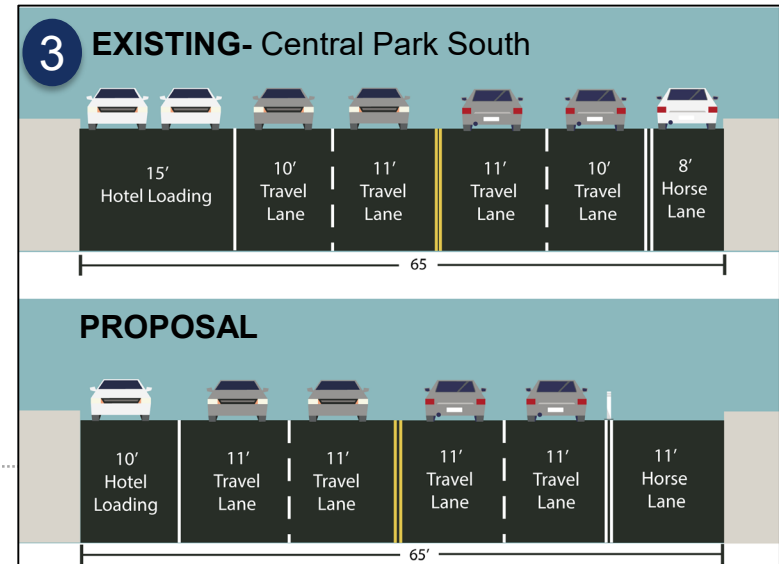 3 EXISTING- Central Park South
15′
Hotel Loading
10′
Travel
Lane
11′
Travel
Lane
11′
Travel
Lane
10′
Travel
Lane
8′
Horse
Lane
65
PROPOSAL
10′
Hotel
Loading
11′
Travel
Lane
11′
Travel
Lane
11′
Travel
Lane
11′
Travel
Lane
11′
Horse
Lane
65′